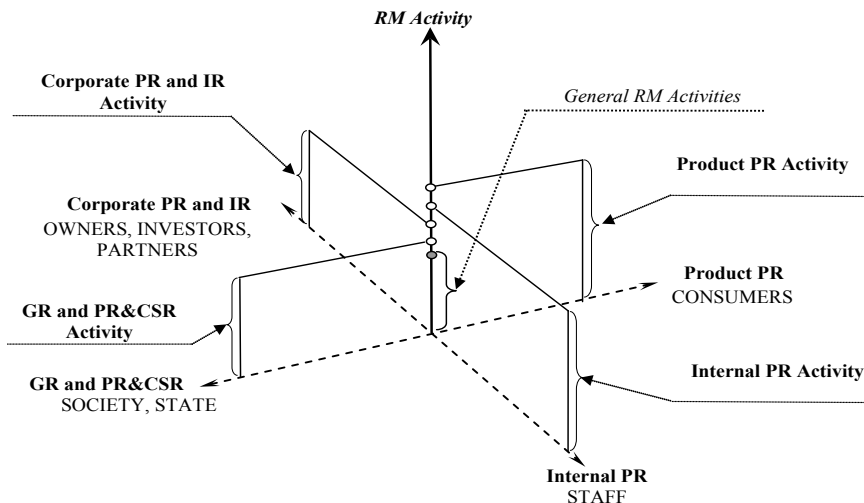 RM Activity
Corporate PR and IR
Activity
General RM Activities
Product PR Activity
Corporate PR and IR
OWNERS, INVESTORS,
PARTNERS
Product PR
CONSUMERS
GR and PR&CSR
Activity
Internal PR Activity
GR and PR&CSR
SOCIETY, STATE
Internal PR
STAFF